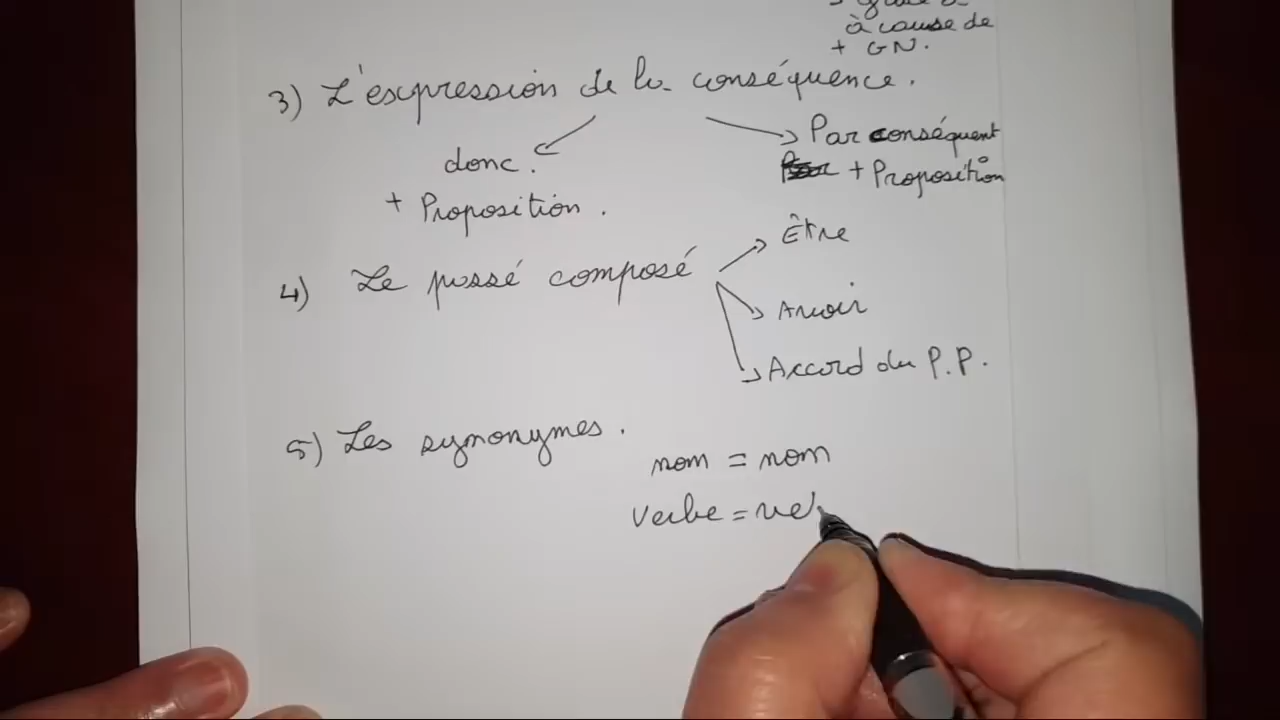 à cause de
+ GN.
3) L'expression de la conséquence.
donc.
+ Proposition.
Par conséquent
+ Proposition
4) Le passé composé
Être
Avoir
Accord du P.P.
5) Les synonymes.
nom = nom
Verbe = ve